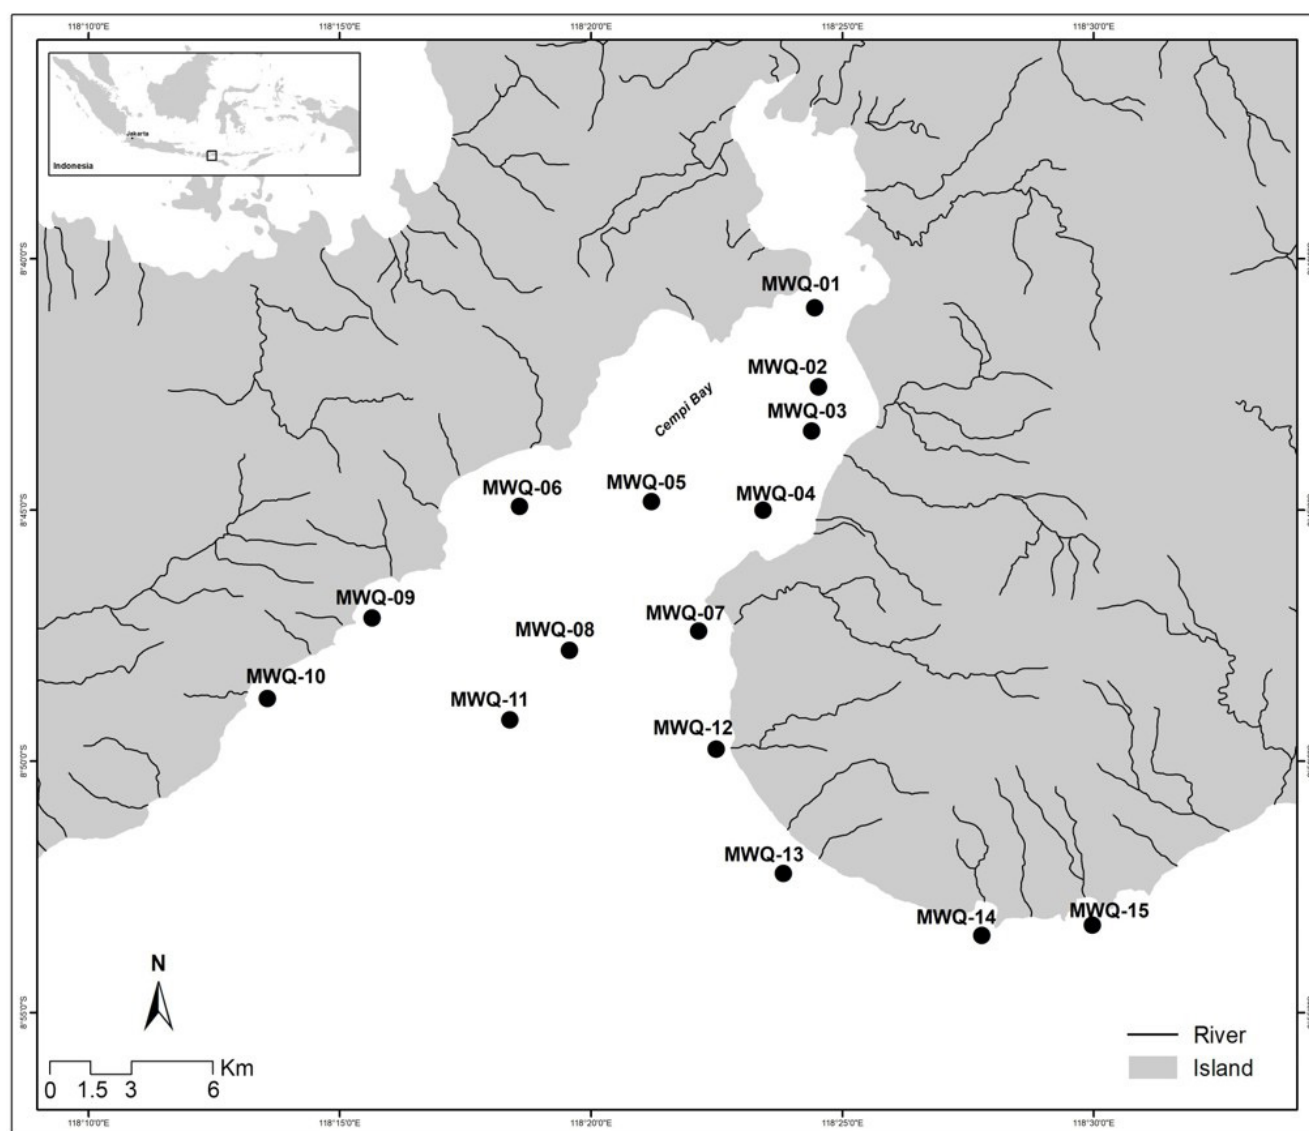 118°10'0"E
118°15'0"E
118°20'0"E
118°25'0"E
118°30'0"E
Jakarta
Indonesia
8°40'0"S
MWQ-01
MWQ-02
Cempi Bay
MWQ-03
MWQ-05
MWQ-06
MWQ-04
8°45'0"S
MWQ-09
MWQ-07
MWQ-08
MWQ-10
MWQ-11
MWQ-12
8°50'0"S
MWQ-13
MWQ-14
MWQ-15
N
8°55'0"S
River
Km
Island
0 1.5 3 6
118°10'0"E
118°15'0"E
118°20'0"E
118°25'0"E
118°30'0"E